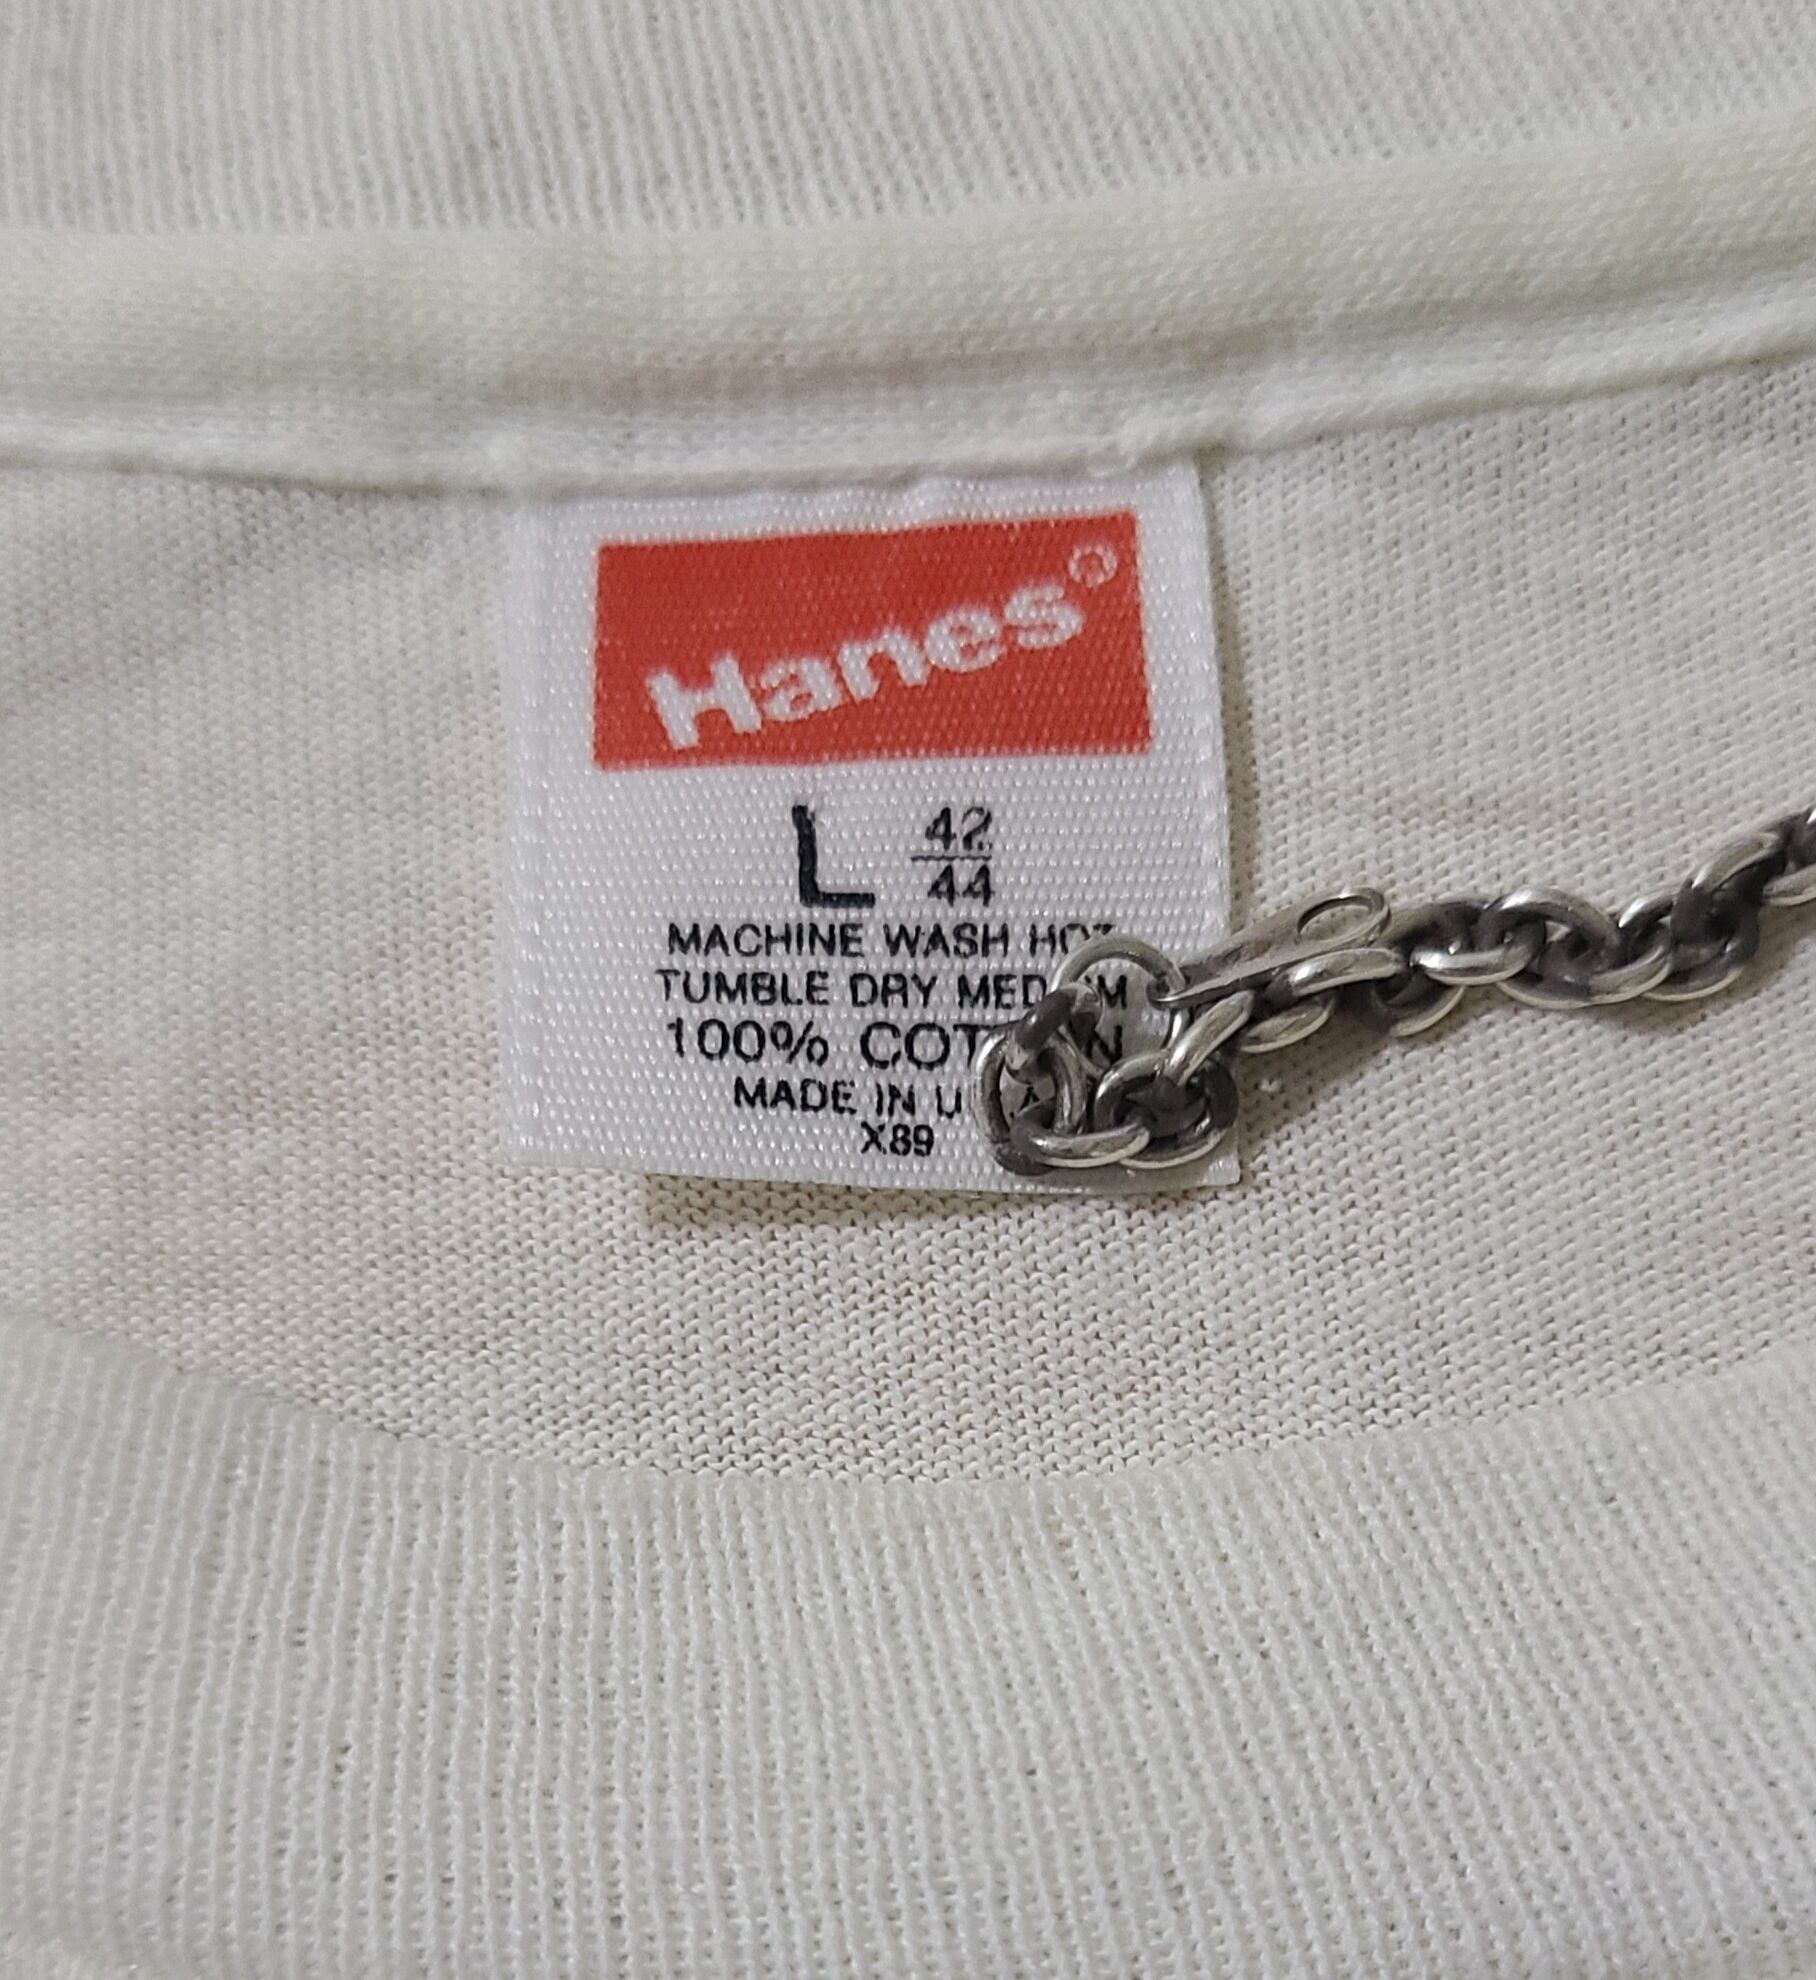 Hanes®
L 42/44
MACHINE WASH HOT
TUMBLE DRY MEDIUM
100% COTTON
MADE IN U.S.A.
X89